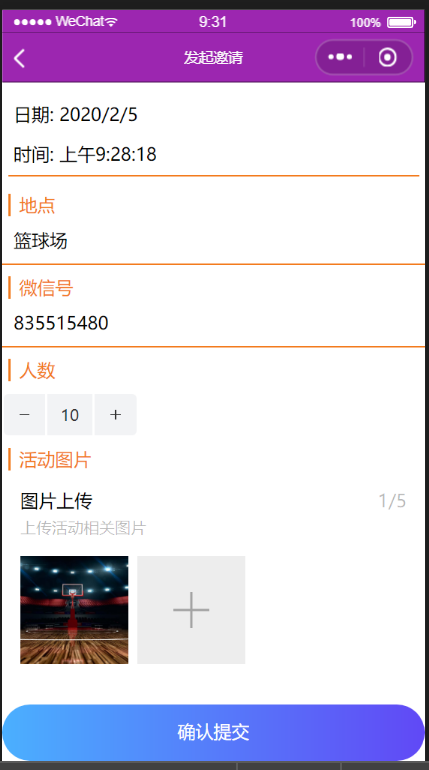 WeChat 9:31 100%
发起邀请
日期: 2020/2/5
时间: 上午9:28:18
地点
篮球场
微信号
835515480
人数
− 10 +
活动图片
图片上传 1/5
上传活动相关图片
确认提交